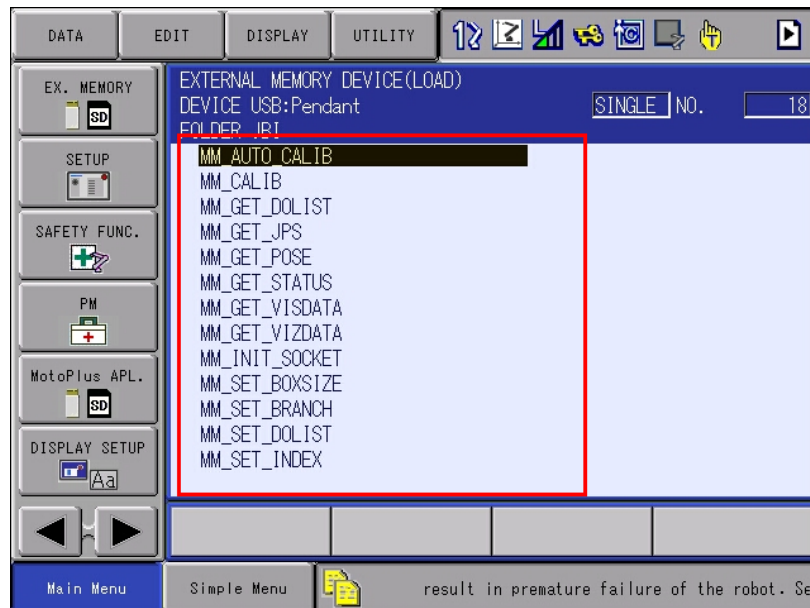 DATA
EDIT
DISPLAY
UTILITY
EX. MEMORY
SD
SETUP
SAFETY FUNC.
PM
MotoPlus APL.
SD
DISPLAY SETUP
Aa
EXTERNAL MEMORY DEVICE(LOAD)
DEVICE USB:Pendant
SINGLE NO. 18
FOLDER JBI
MM_AUTO_CALIB
MM_CALIB
MM_GET_DOLIST
MM_GET_JPS
MM_GET_POSE
MM_GET_STATUS
MM_GET_VISDATA
MM_GET_VIZDATA
MM_INIT_SOCKET
MM_SET_BOXSIZE
MM_SET_BRANCH
MM_SET_DOLIST
MM_SET_INDEX
Main Menu
Simple Menu
result in premature failure of the robot.